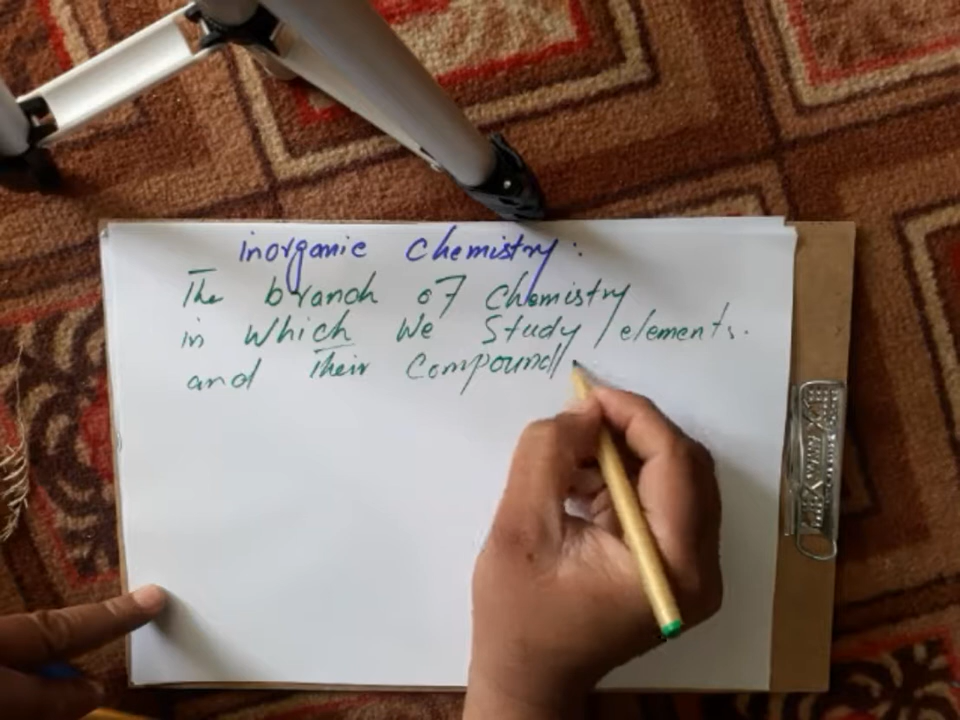 inorganic Chemistry:
The branch of Chemistry
in which We Study / elements.
and Their Compound